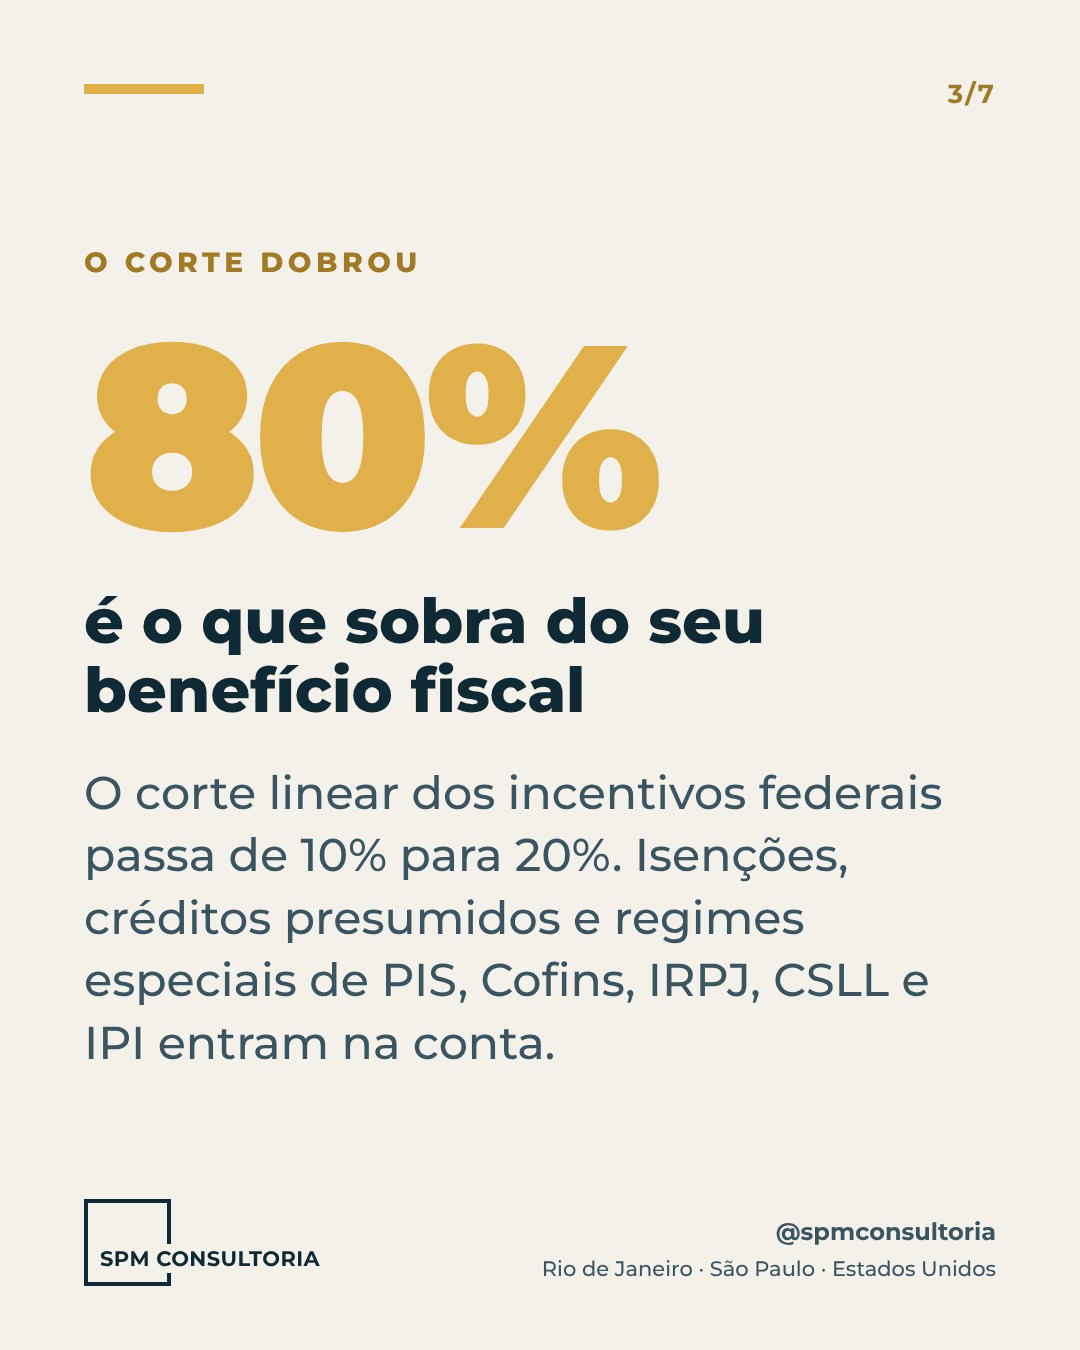 3/7
O CORTE DOBROU
80%
é o que sobra do seu
benefício fiscal
O corte linear dos incentivos federais
passa de 10% para 20%. Isenções,
créditos presumidos e regimes
especiais de PIS, Cofins, IRPJ, CSLL e
IPI entram na conta.
SPM CONSULTORIA
@spmconsultoria
Rio de Janeiro · São Paulo · Estados Unidos